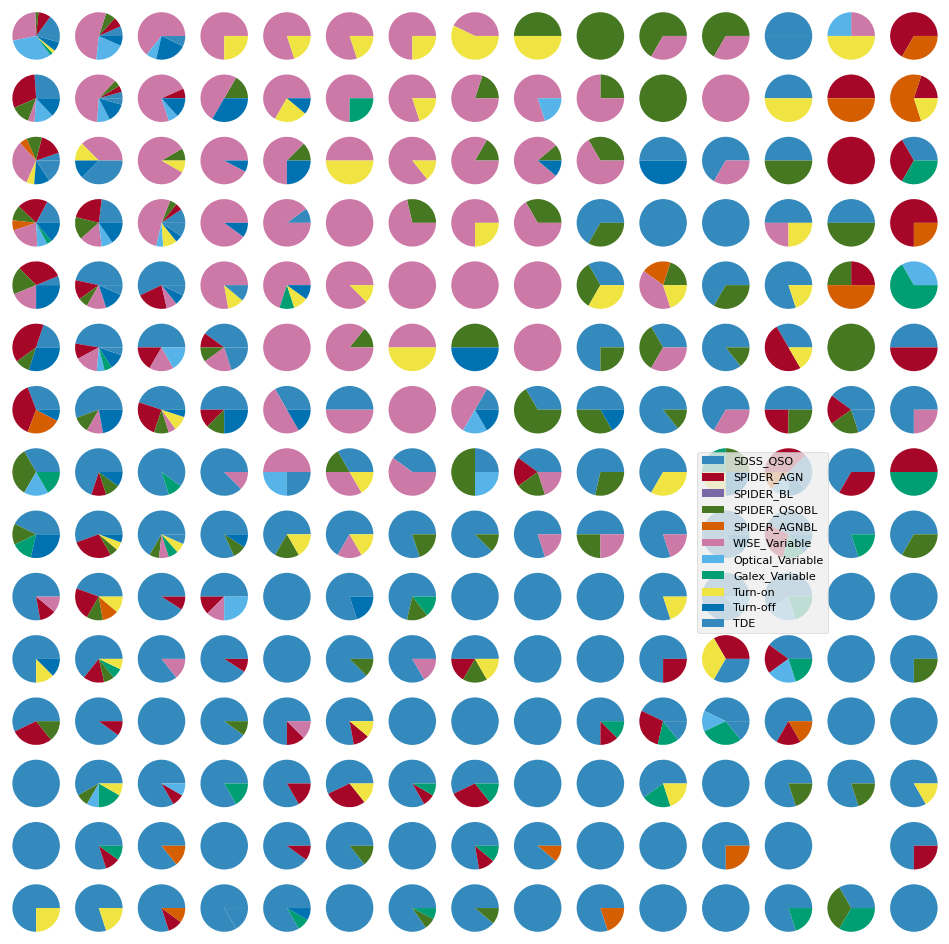 SDSS_QSO
SPIDER_AGN
SPIDER_BL
SPIDER_QSOBL
SPIDER_AGNBL
WISE_Variable
Optical_Variable
Galex_Variable
Turn-on
Turn-off
TDE